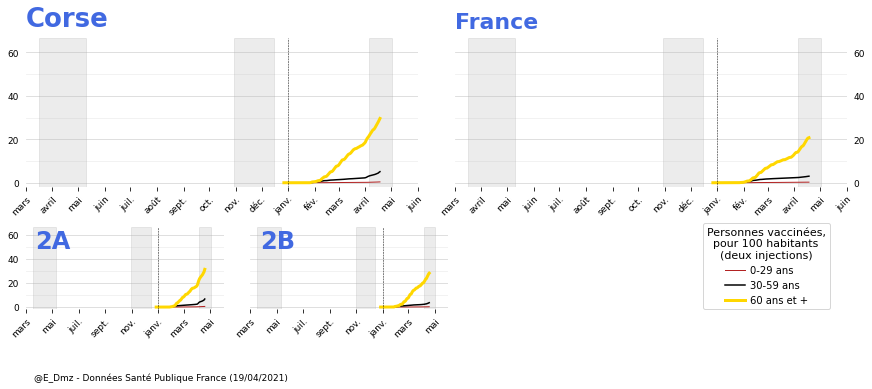 Corse
France
60
40
20
0
mars avril mai juin juil. août sept. oct. nov. déc. janv. fév. mars avril mai juin
60
40
20
0
mars avril mai juin juil. août sept. oct. nov. déc. janv. fév. mars avril mai juin
2A
60
40
20
0
mars mai juil. sept. nov. janv. mars mai
2B
mars mai juil. sept. nov. janv. mars mai
Personnes vaccinées,
pour 100 habitants
(deux injections)
0-29 ans
30-59 ans
60 ans et +
@E_Dmz - Données Santé Publique France (19/04/2021)